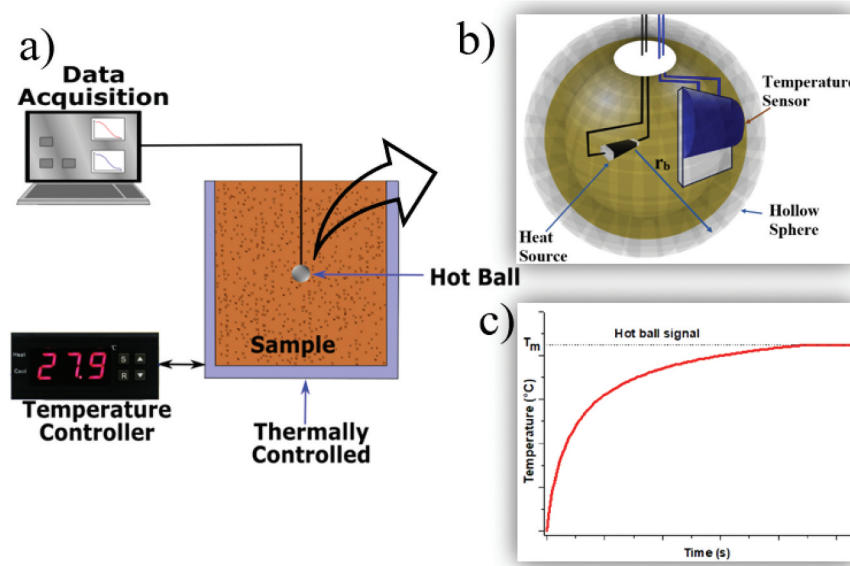 a)
Data
Acquisition
Hot Ball
Sample
Heat
Cool
27.9
°C
S
R
Temperature
Controller
Thermally
Controlled
b)
Temperature
Sensor
r_b
Hollow
Sphere
Heat
Source
c)
Hot ball signal
T_m
Temperature (°C)
Time (s)